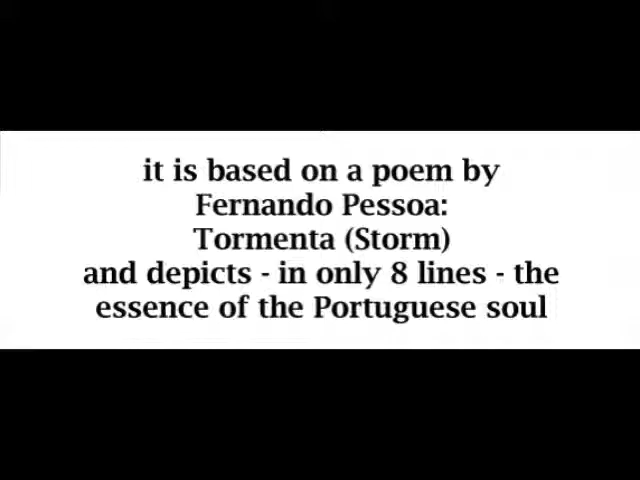 it is based on a poem by
Fernando Pessoa:
Tormenta (Storm)
and depicts - in only 8 lines - the
essence of the Portuguese soul